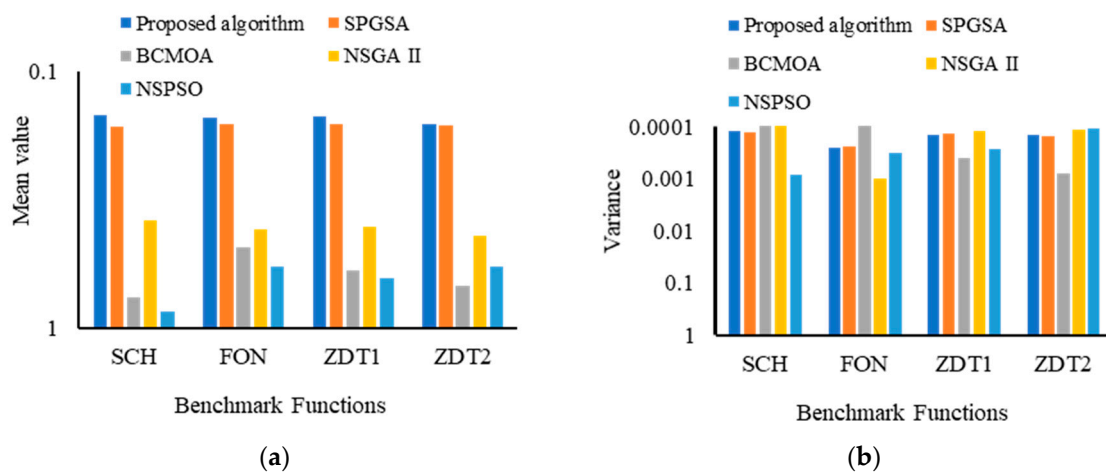 Proposed algorithm
SPGSA
BCMOA
NSGA II
NSPSO
0.1
1
Mean value
SCH
FON
ZDT1
ZDT2
Benchmark Functions
(a)
Proposed algorithm
SPGSA
BCMOA
NSGA II
NSPSO
0.0001
0.001
0.01
0.1
1
Variance
SCH
FON
ZDT1
ZDT2
Benchmark Functions
(b)